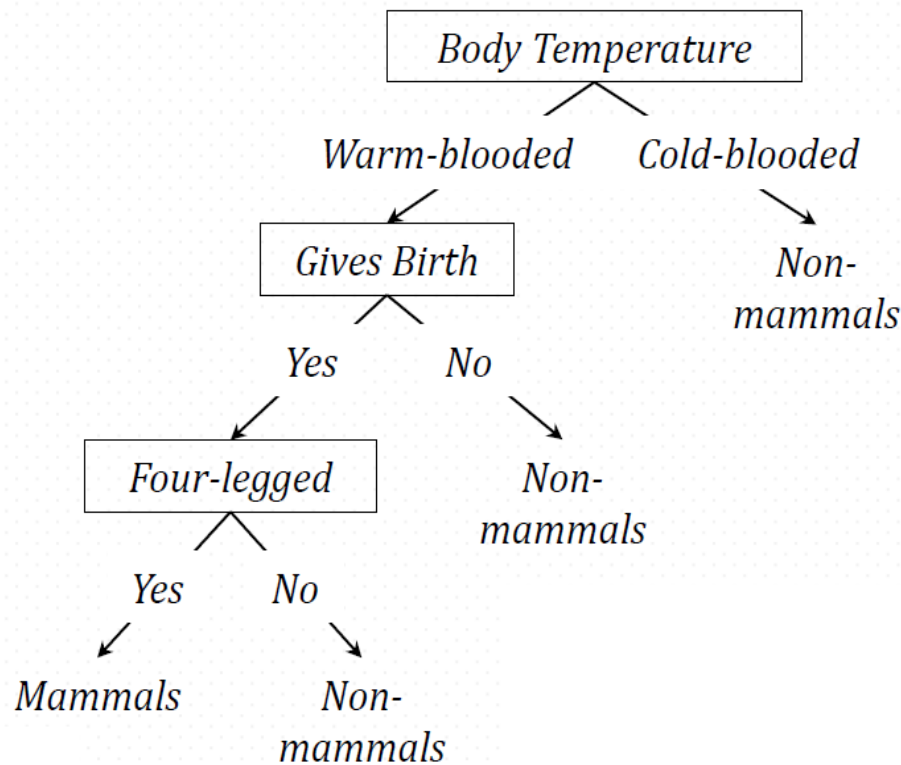 Body Temperature
Warm-blooded
Cold-blooded
Gives Birth
Non-
mammals
Yes
No
Four-legged
Non-
mammals
Yes
No
Mammals
Non-
mammals